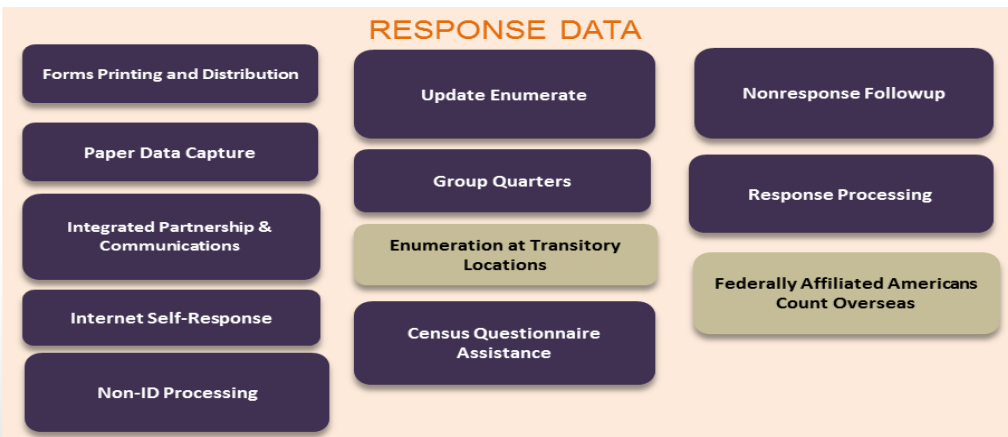 RESPONSE DATA
Forms Printing and Distribution
Paper Data Capture
Integrated Partnership &
Communications
Internet Self-Response
Non-ID Processing
Update Enumerate
Group Quarters
Enumeration at Transitory
Locations
Census Questionnaire
Assistance
Nonresponse Followup
Response Processing
Federally Affiliated Americans
Count Overseas